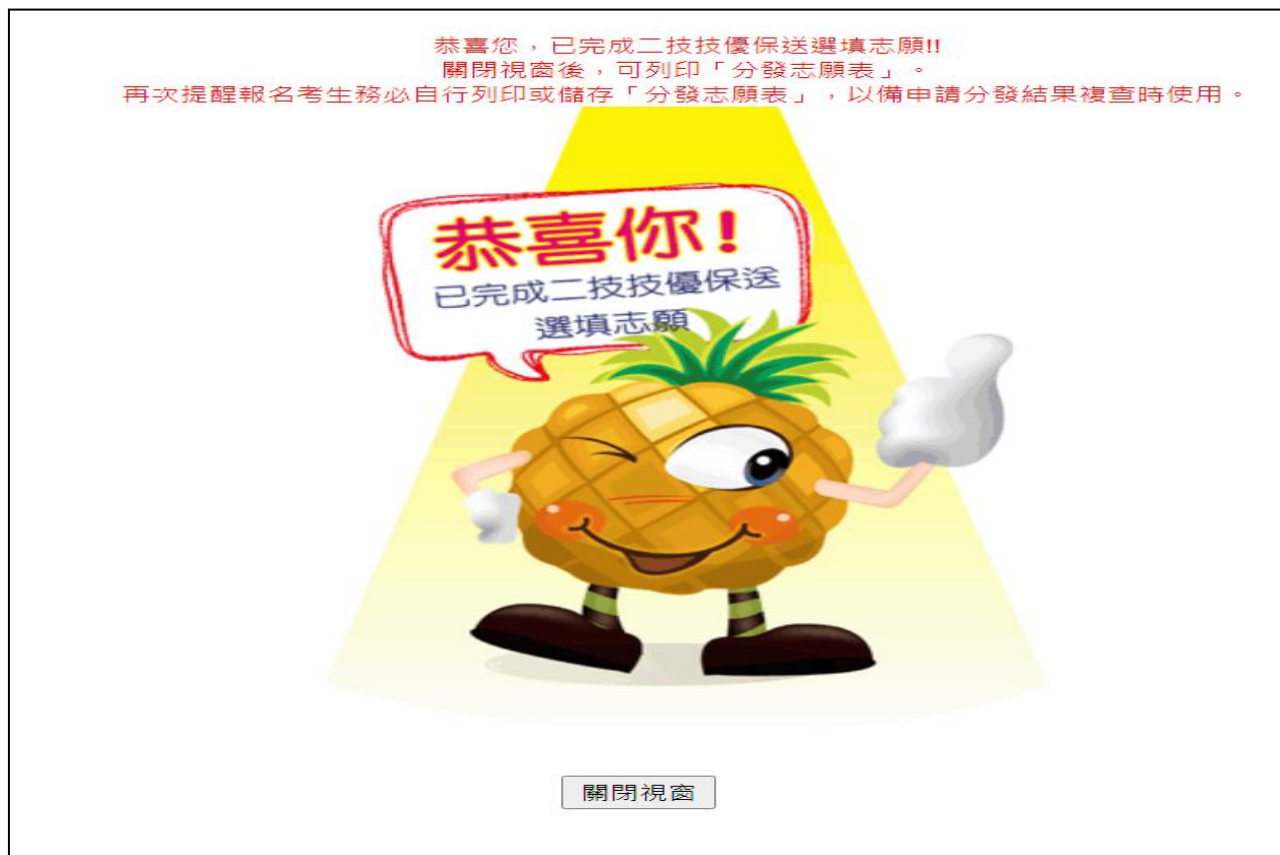 恭喜您，已完成二技技優保送選填志願!!
關閉視窗後，可列印「分發志願表」。
再次提醒報名考生務必自行列印或儲存「分發志願表」，以備申請分發結果複查時使用。
恭喜你!
已完成二技技優保送
選填志願
關閉視窗